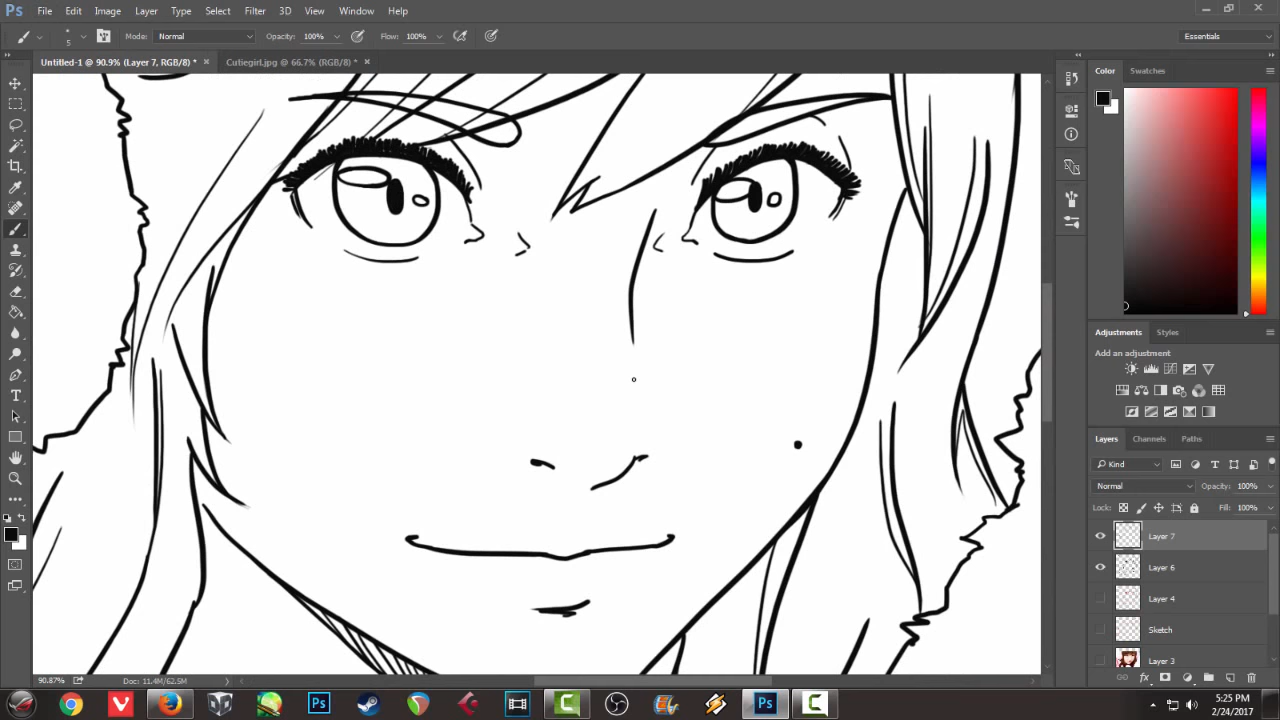 Ps File Edit Image Layer Type Select Filter 3D View Window Help
5 Mode: Normal Opacity: 100% Flow: 100% Essentials
Untitled-1 @ 90.9% (Layer 7, RGB/8) * × Cutiegirl.jpg @ 66.7% (RGB/8) * ×
Color Swatches
Adjustments Styles
Add an adjustment
Layers Channels Paths
Kind
Normal Opacity: 100%
Lock: Fill: 100%
Layer 7
Layer 6
Layer 4
Sketch
Layer 3
90.87% Doc: 11.4M/62.5M
5:25 PM
2/24/2017